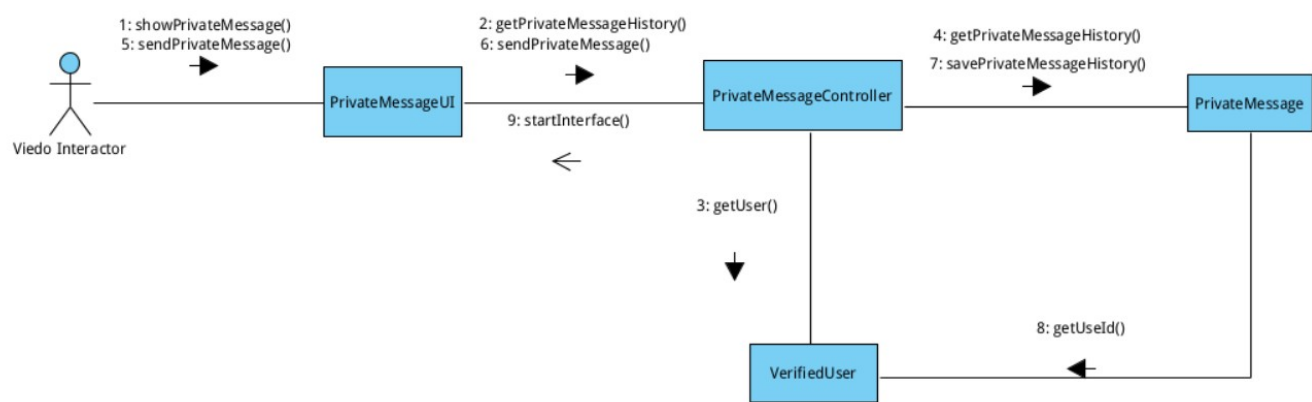 1: showPrivateMessage()
5: sendPrivateMessage()
2: getPrivateMessageHistory()
6: sendPrivateMessage()
4: getPrivateMessageHistory()
7: savePrivateMessageHistory()
PrivateMessageUI
PrivateMessageController
PrivateMessage
9: startInterface()
Viedo Interactor
3: getUser()
8: getUseId()
VerifiedUser